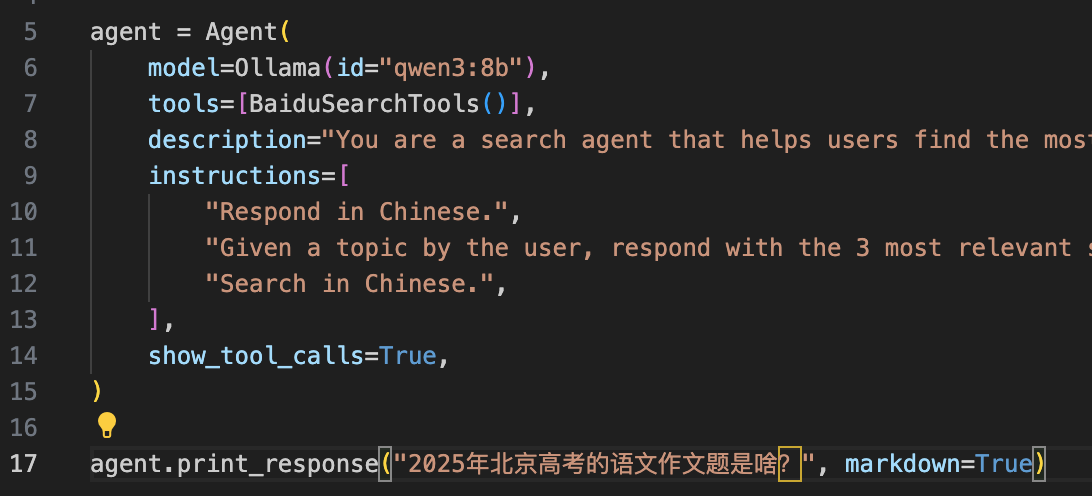 5 agent = Agent(
6 model=Ollama(id="qwen3:8b"),
7 tools=[BaiduSearchTools()],
8 description="You are a search agent that helps users find the most
9 instructions=[
10 "Respond in Chinese.",
11 "Given a topic by the user, respond with the 3 most relevant
12 "Search in Chinese.",
13 ],
14 show_tool_calls=True,
15 )
16
17 agent.print_response("2025年北京高考的语文作文题是啥？", markdown=True)